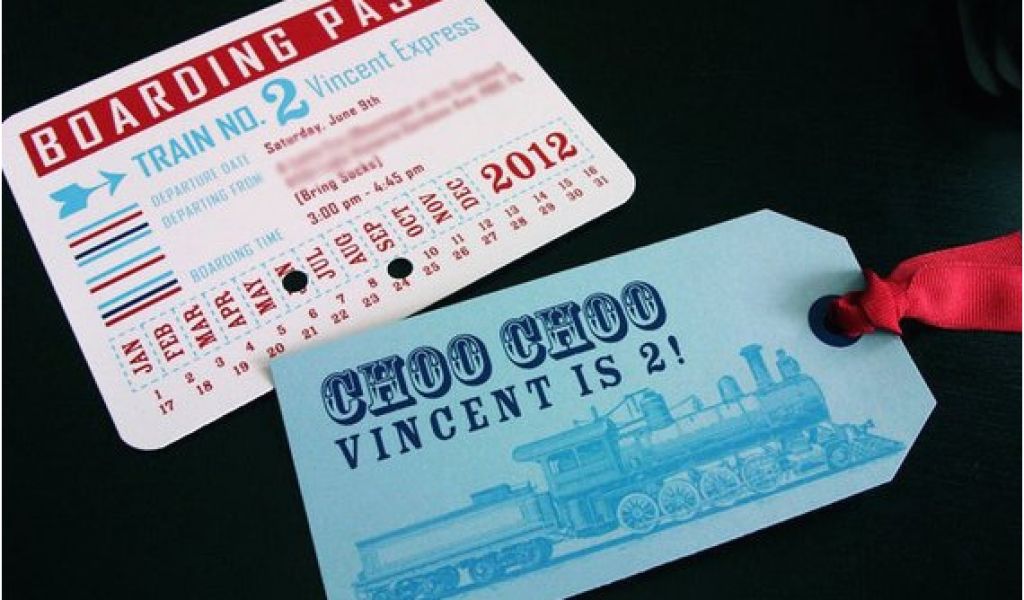 BOARDING PAS
TRAIN NO. 2 Vincent Express
DEPARTURE DATE Saturday, June 9th
DEPARTING FROM
(Bring Socks)
BOARDING TIME 3:00 pm - 4:45 pm
JAN FEB MAR APR MAY JUL AUG SEP OCT NOV DEC 2012
1 2 3 4 5 6 7 8 10 11 12 13 14 15 16
17 18 19 20 21 22 23 24 25 26 27 28 29 30 31
CHOO CHOO
VINCENT IS 2!